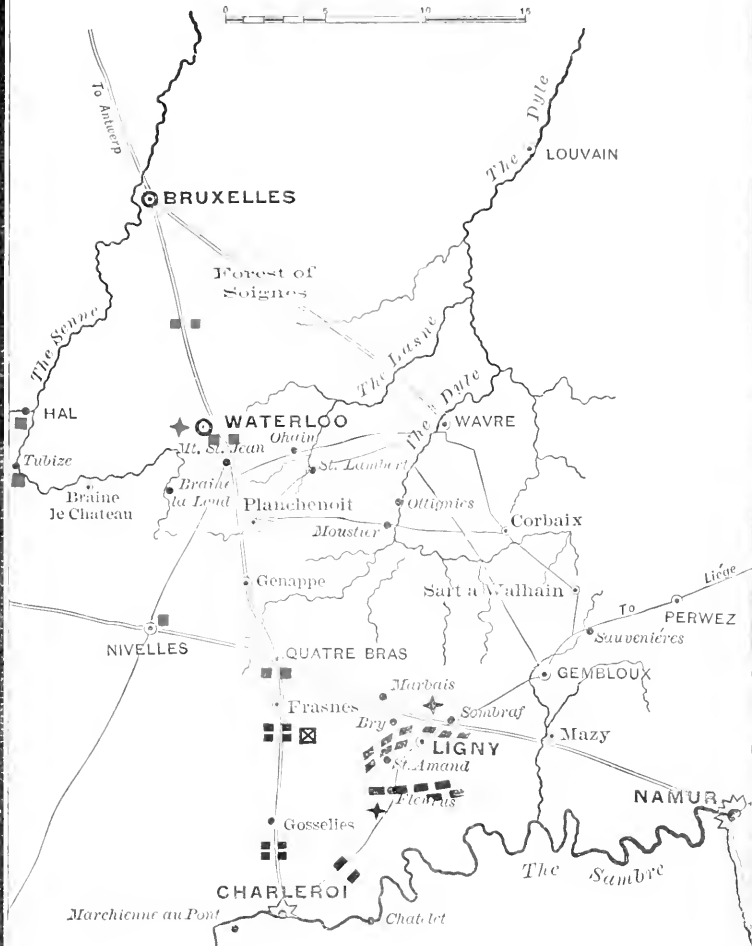 0 5 10 15
To Antwerp
The Dyle
LOUVAIN
BRUXELLES
Forest of
Soignes
The Senne
The Lasne
The Dyle
HAL
WATERLOO
WAVRE
Mt. St. Jean
Ohain
Tubize
St. Lambert
Braine
le Chateau
Braine
la Leud
Planchenoit
Ottignies
Moustier
Corbaix
Genappe
Sart a Walhain
To Liége
PERWEZ
Sauveniéres
NIVELLES
QUATRE BRAS
GEMBLOUX
Marbais
Frasnes
Bry
Sombraf
Mazy
LIGNY
St. Amand
Fleurus
NAMUR
Gosselies
The Sambre
CHARLEROI
Marchienne au Pont
Chatelet